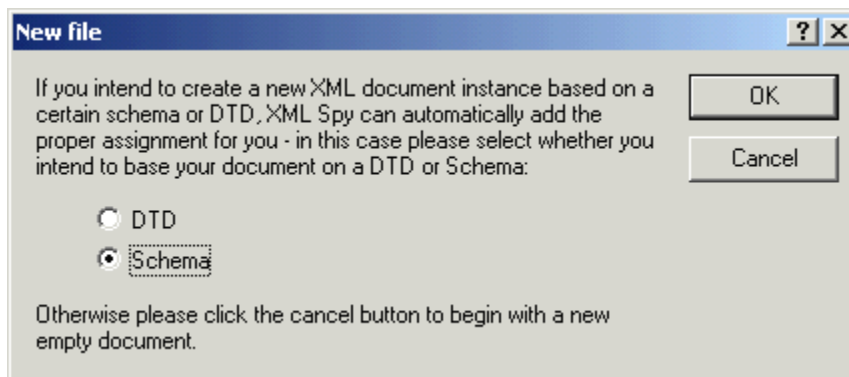 New file
If you intend to create a new XML document instance based on a
certain schema or DTD, XML Spy can automatically add the
proper assignment for you - in this case please select whether you
intend to base your document on a DTD or Schema:
OK
Cancel
DTD
Schema
Otherwise please click the cancel button to begin with a new
empty document.